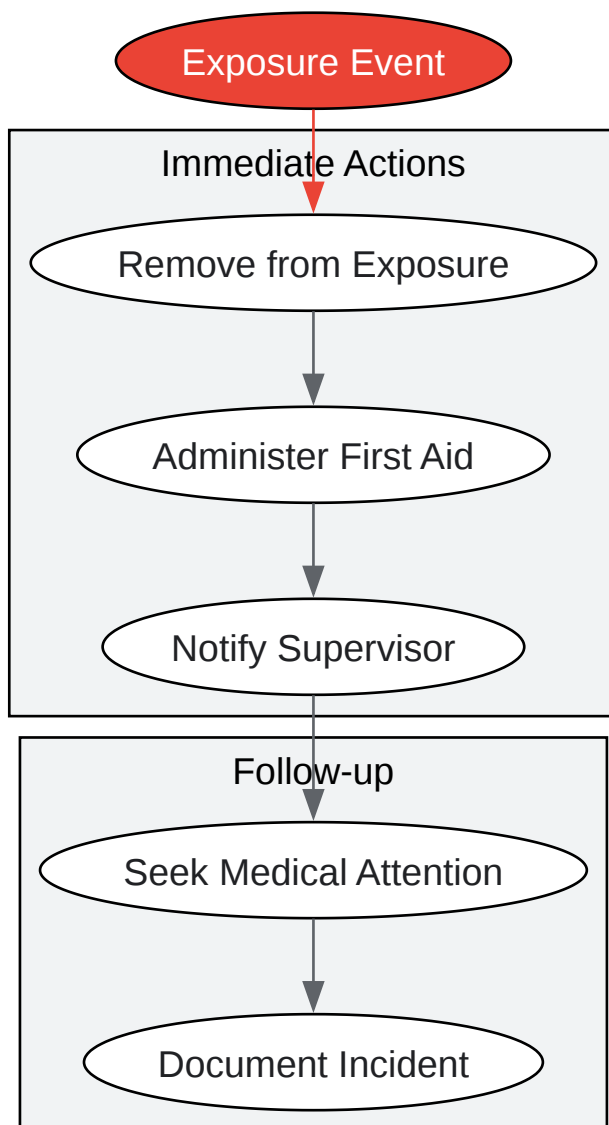 Exposure Event
Immediate Actions
Remove from Exposure
Administer First Aid
Notify Supervisor
Follow-up
Seek Medical Attention
Document Incident